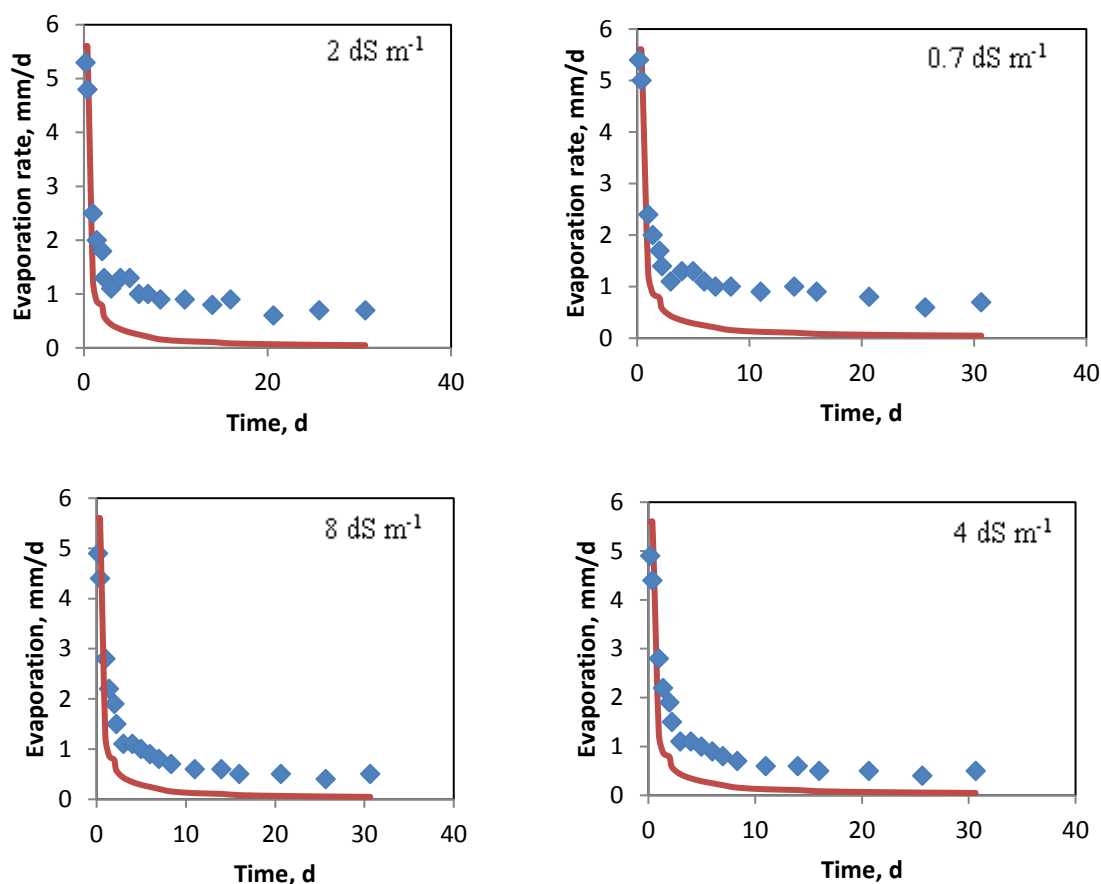 2 dS m⁻¹
Evaporation rate, mm/d
6
5
4
3
2
1
0
0 20 40
Time, d
0.7 dS m⁻¹
Evaporation rate, mm/d
6
5
4
3
2
1
0
0 10 20 30 40
Time, d
8 dS m⁻¹
Evaporation, mm/d
6
5
4
3
2
1
0
0 10 20 30 40
Time, d
4 dS m⁻¹
Evaporation, mm/d
6
5
4
3
2
1
0
0 10 20 30 40
Time, d